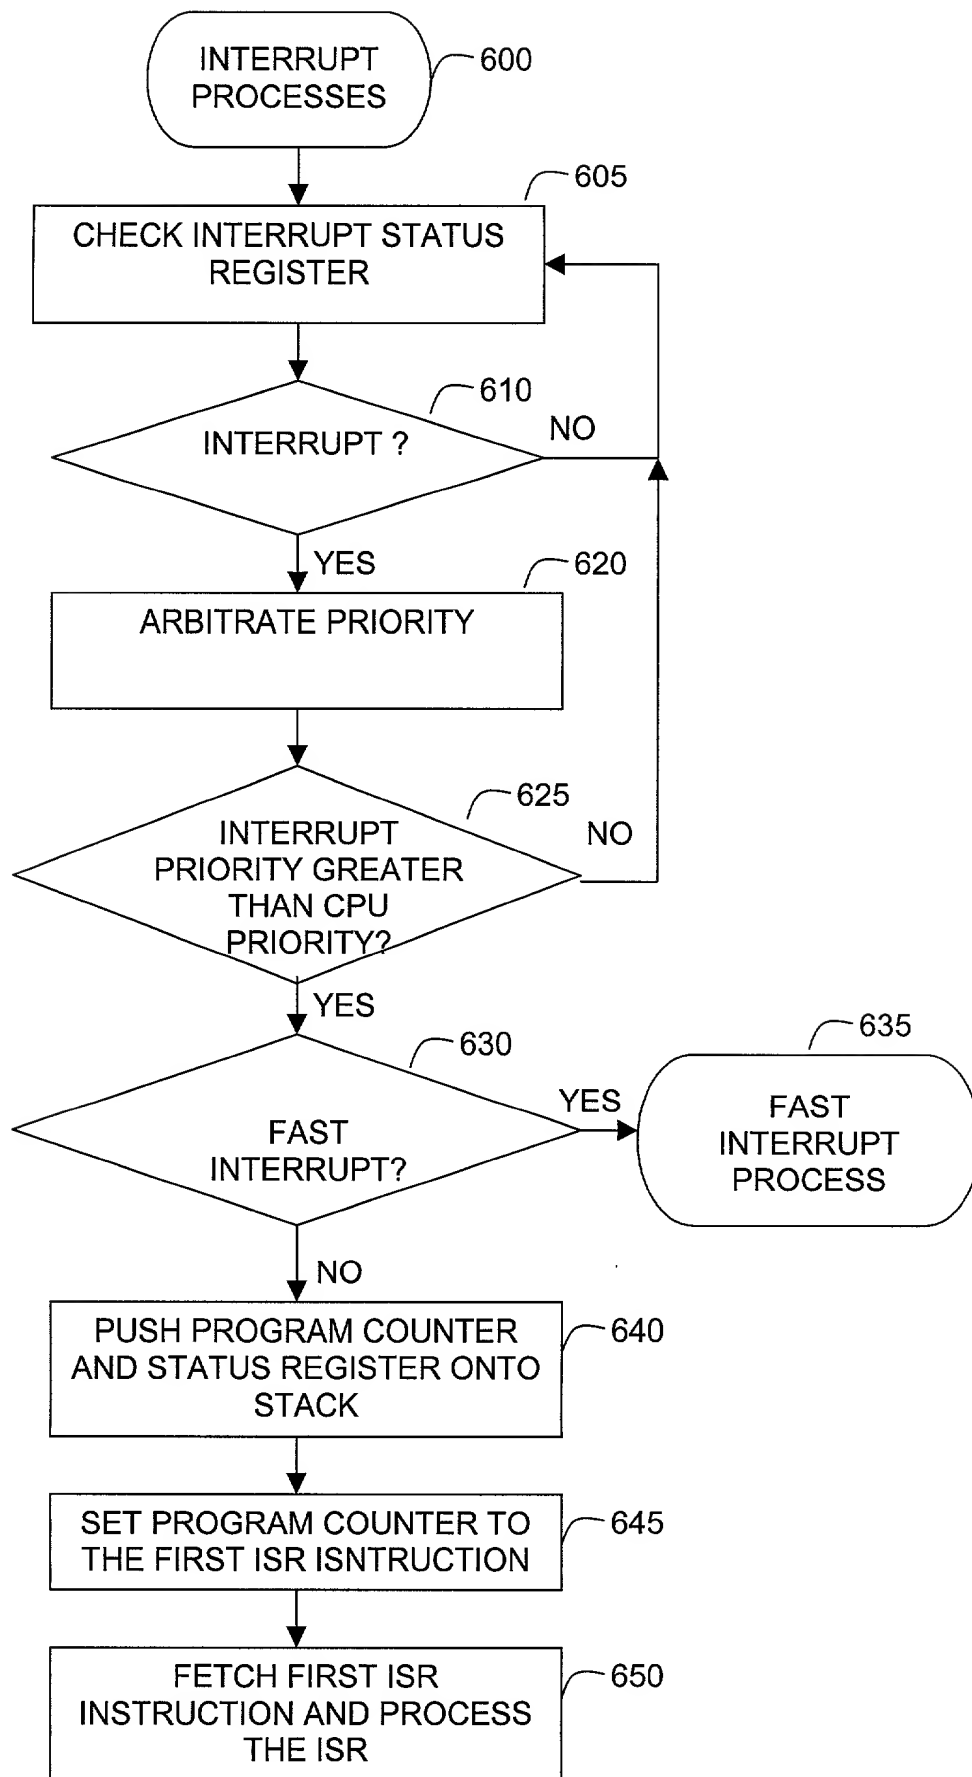 INTERRUPT
PROCESSES
600
605
CHECK INTERRUPT STATUS
REGISTER
610
INTERRUPT ?
NO
YES
620
ARBITRATE PRIORITY
625
INTERRUPT
PRIORITY GREATER
THAN CPU
PRIORITY?
NO
YES
630
FAST
INTERRUPT?
YES
635
FAST
INTERRUPT
PROCESS
NO
PUSH PROGRAM COUNTER
AND STATUS REGISTER ONTO
STACK
640
SET PROGRAM COUNTER TO
THE FIRST ISR ISNTRUCTION
645
FETCH FIRST ISR
INSTRUCTION AND PROCESS
THE ISR
650